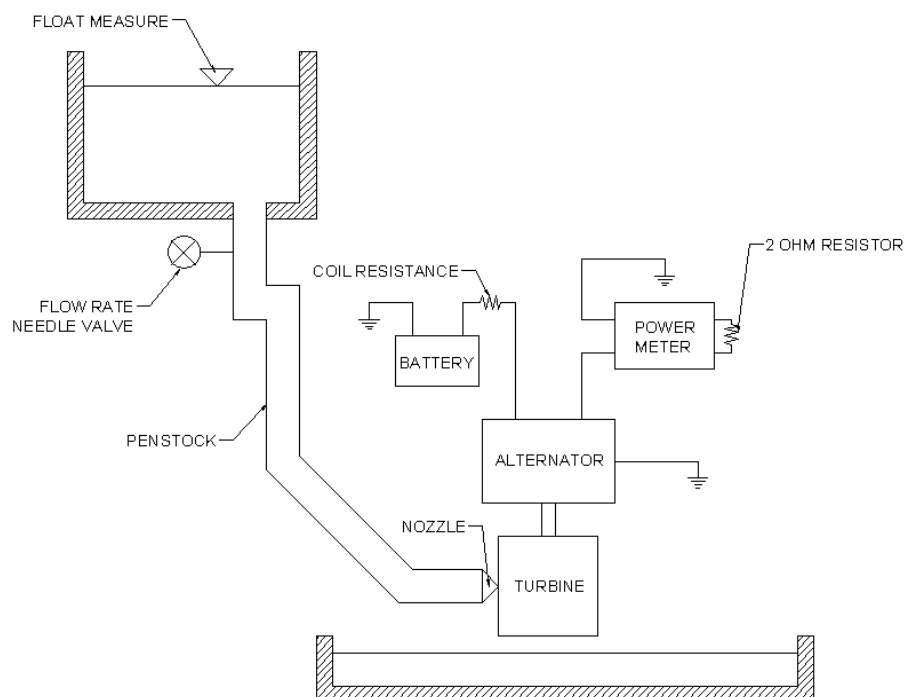 FLOAT MEASURE
2 OHM RESISTOR
COIL RESISTANCE
FLOW RATE
NEEDLE VALVE
POWER
METER
BATTERY
PENSTOCK
ALTERNATOR
NOZZLE
TURBINE